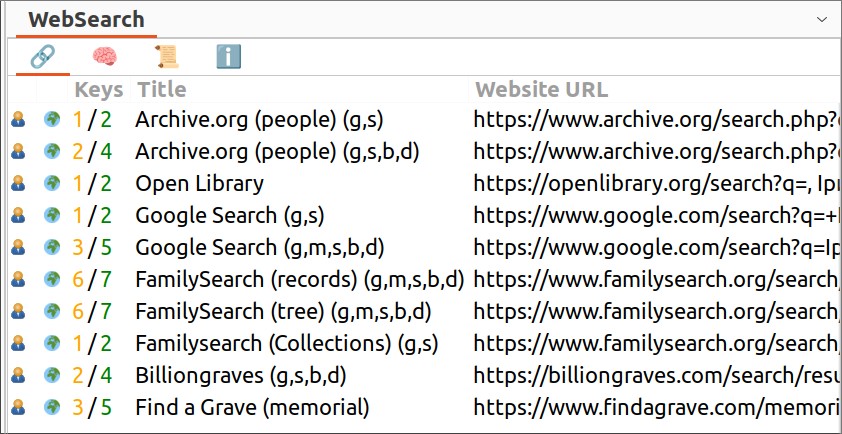 WebSearch
Keys Title Website URL
1/2 Archive.org (people) (g,s) https://www.archive.org/search.php?
2/4 Archive.org (people) (g,s,b,d) https://www.archive.org/search.php?
1/2 Open Library https://openlibrary.org/search?q=, Ipr
1/2 Google Search (g,s) https://www.google.com/search?q=+
3/5 Google Search (g,m,s,b,d) https://www.google.com/search?q=Ip
6/7 FamilySearch (records) (g,m,s,b,d) https://www.familysearch.org/search/
6/7 FamilySearch (tree) (g,m,s,b,d) https://www.familysearch.org/search/
1/2 Familysearch (Collections) (g,s) https://www.familysearch.org/search/
2/4 Billiongraves (g,s,b,d) https://billiongraves.com/search/resu
3/5 Find a Grave (memorial) https://www.findagrave.com/memori